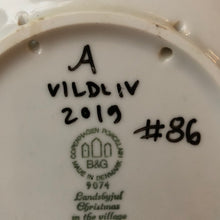 A
VILDLIV
2019
#86
COPENHAGEN PORCELAIN
B&G
MADE IN DENMARK
9074
Landsbyjul
Christmas
in the village